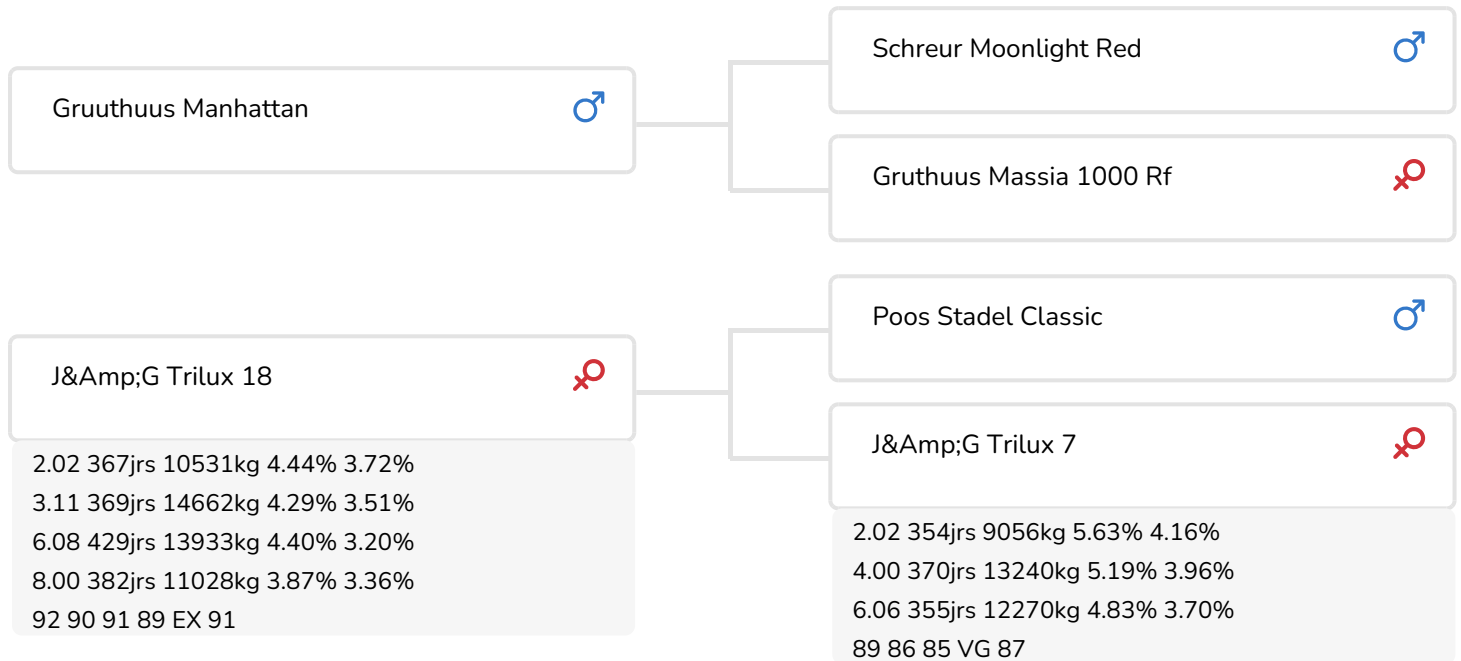 Gruuthuus Manhattan
J&Amp;G Trilux 18
2.02 367jrs 10531kg 4.44% 3.72%
3.11 369jrs 14662kg 4.29% 3.51%
6.08 429jrs 13933kg 4.40% 3.20%
8.00 382jrs 11028kg 3.87% 3.36%
92 90 91 89 EX 91
Schreur Moonlight Red
Gruthuus Massia 1000 Rf
Poos Stadel Classic
J&Amp;G Trilux 7
2.02 354jrs 9056kg 5.63% 4.16%
4.00 370jrs 13240kg 5.19% 3.96%
6.06 355jrs 12270kg 4.83% 3.70%
89 86 85 VG 87